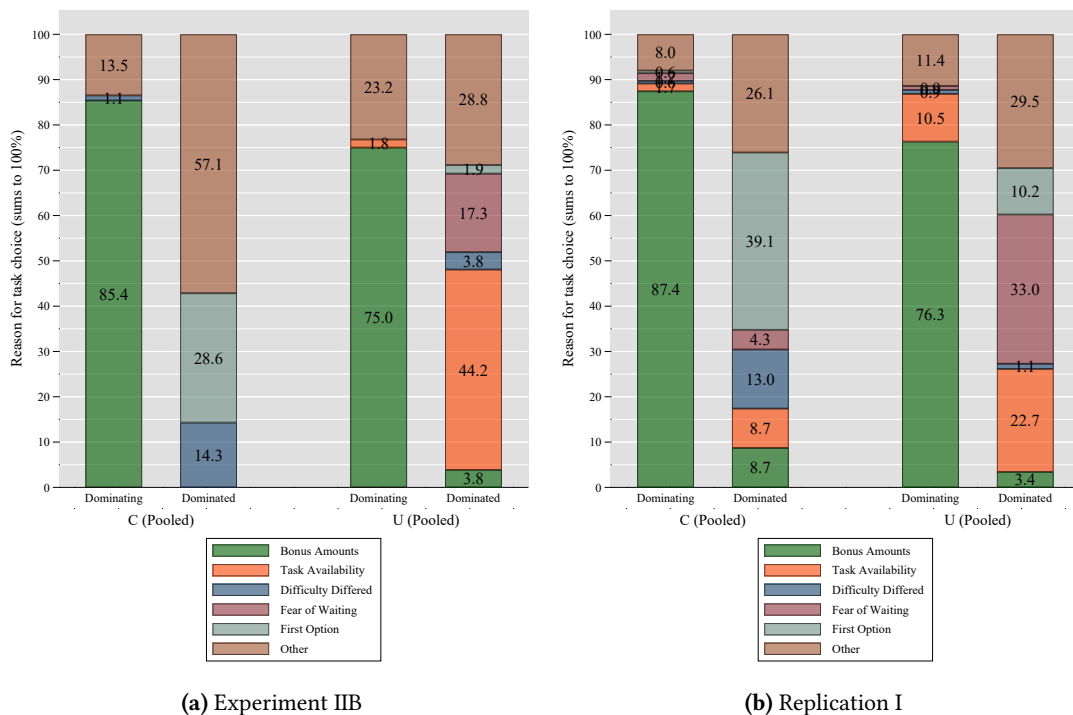 Reason for task choice (sums to 100%)
100
90
80
70
60
50
40
30
20
10
0
13.5
1.1
85.4
57.1
28.6
14.3
23.2
1.8
75.0
28.8
1.9
17.3
3.8
44.2
3.8
Dominating Dominated Dominating Dominated
C (Pooled) U (Pooled)
Bonus Amounts
Task Availability
Difficulty Differed
Fear of Waiting
First Option
Other
(a) Experiment IIB
Reason for task choice (sums to 100%)
100
90
80
70
60
50
40
30
20
10
0
8.0
0.6
1.7
87.4
26.1
39.1
4.3
13.0
8.7
8.7
11.4
0.9
10.5
76.3
29.5
10.2
33.0
1.1
22.7
3.4
Dominating Dominated Dominating Dominated
C (Pooled) U (Pooled)
Bonus Amounts
Task Availability
Difficulty Differed
Fear of Waiting
First Option
Other
(b) Replication I